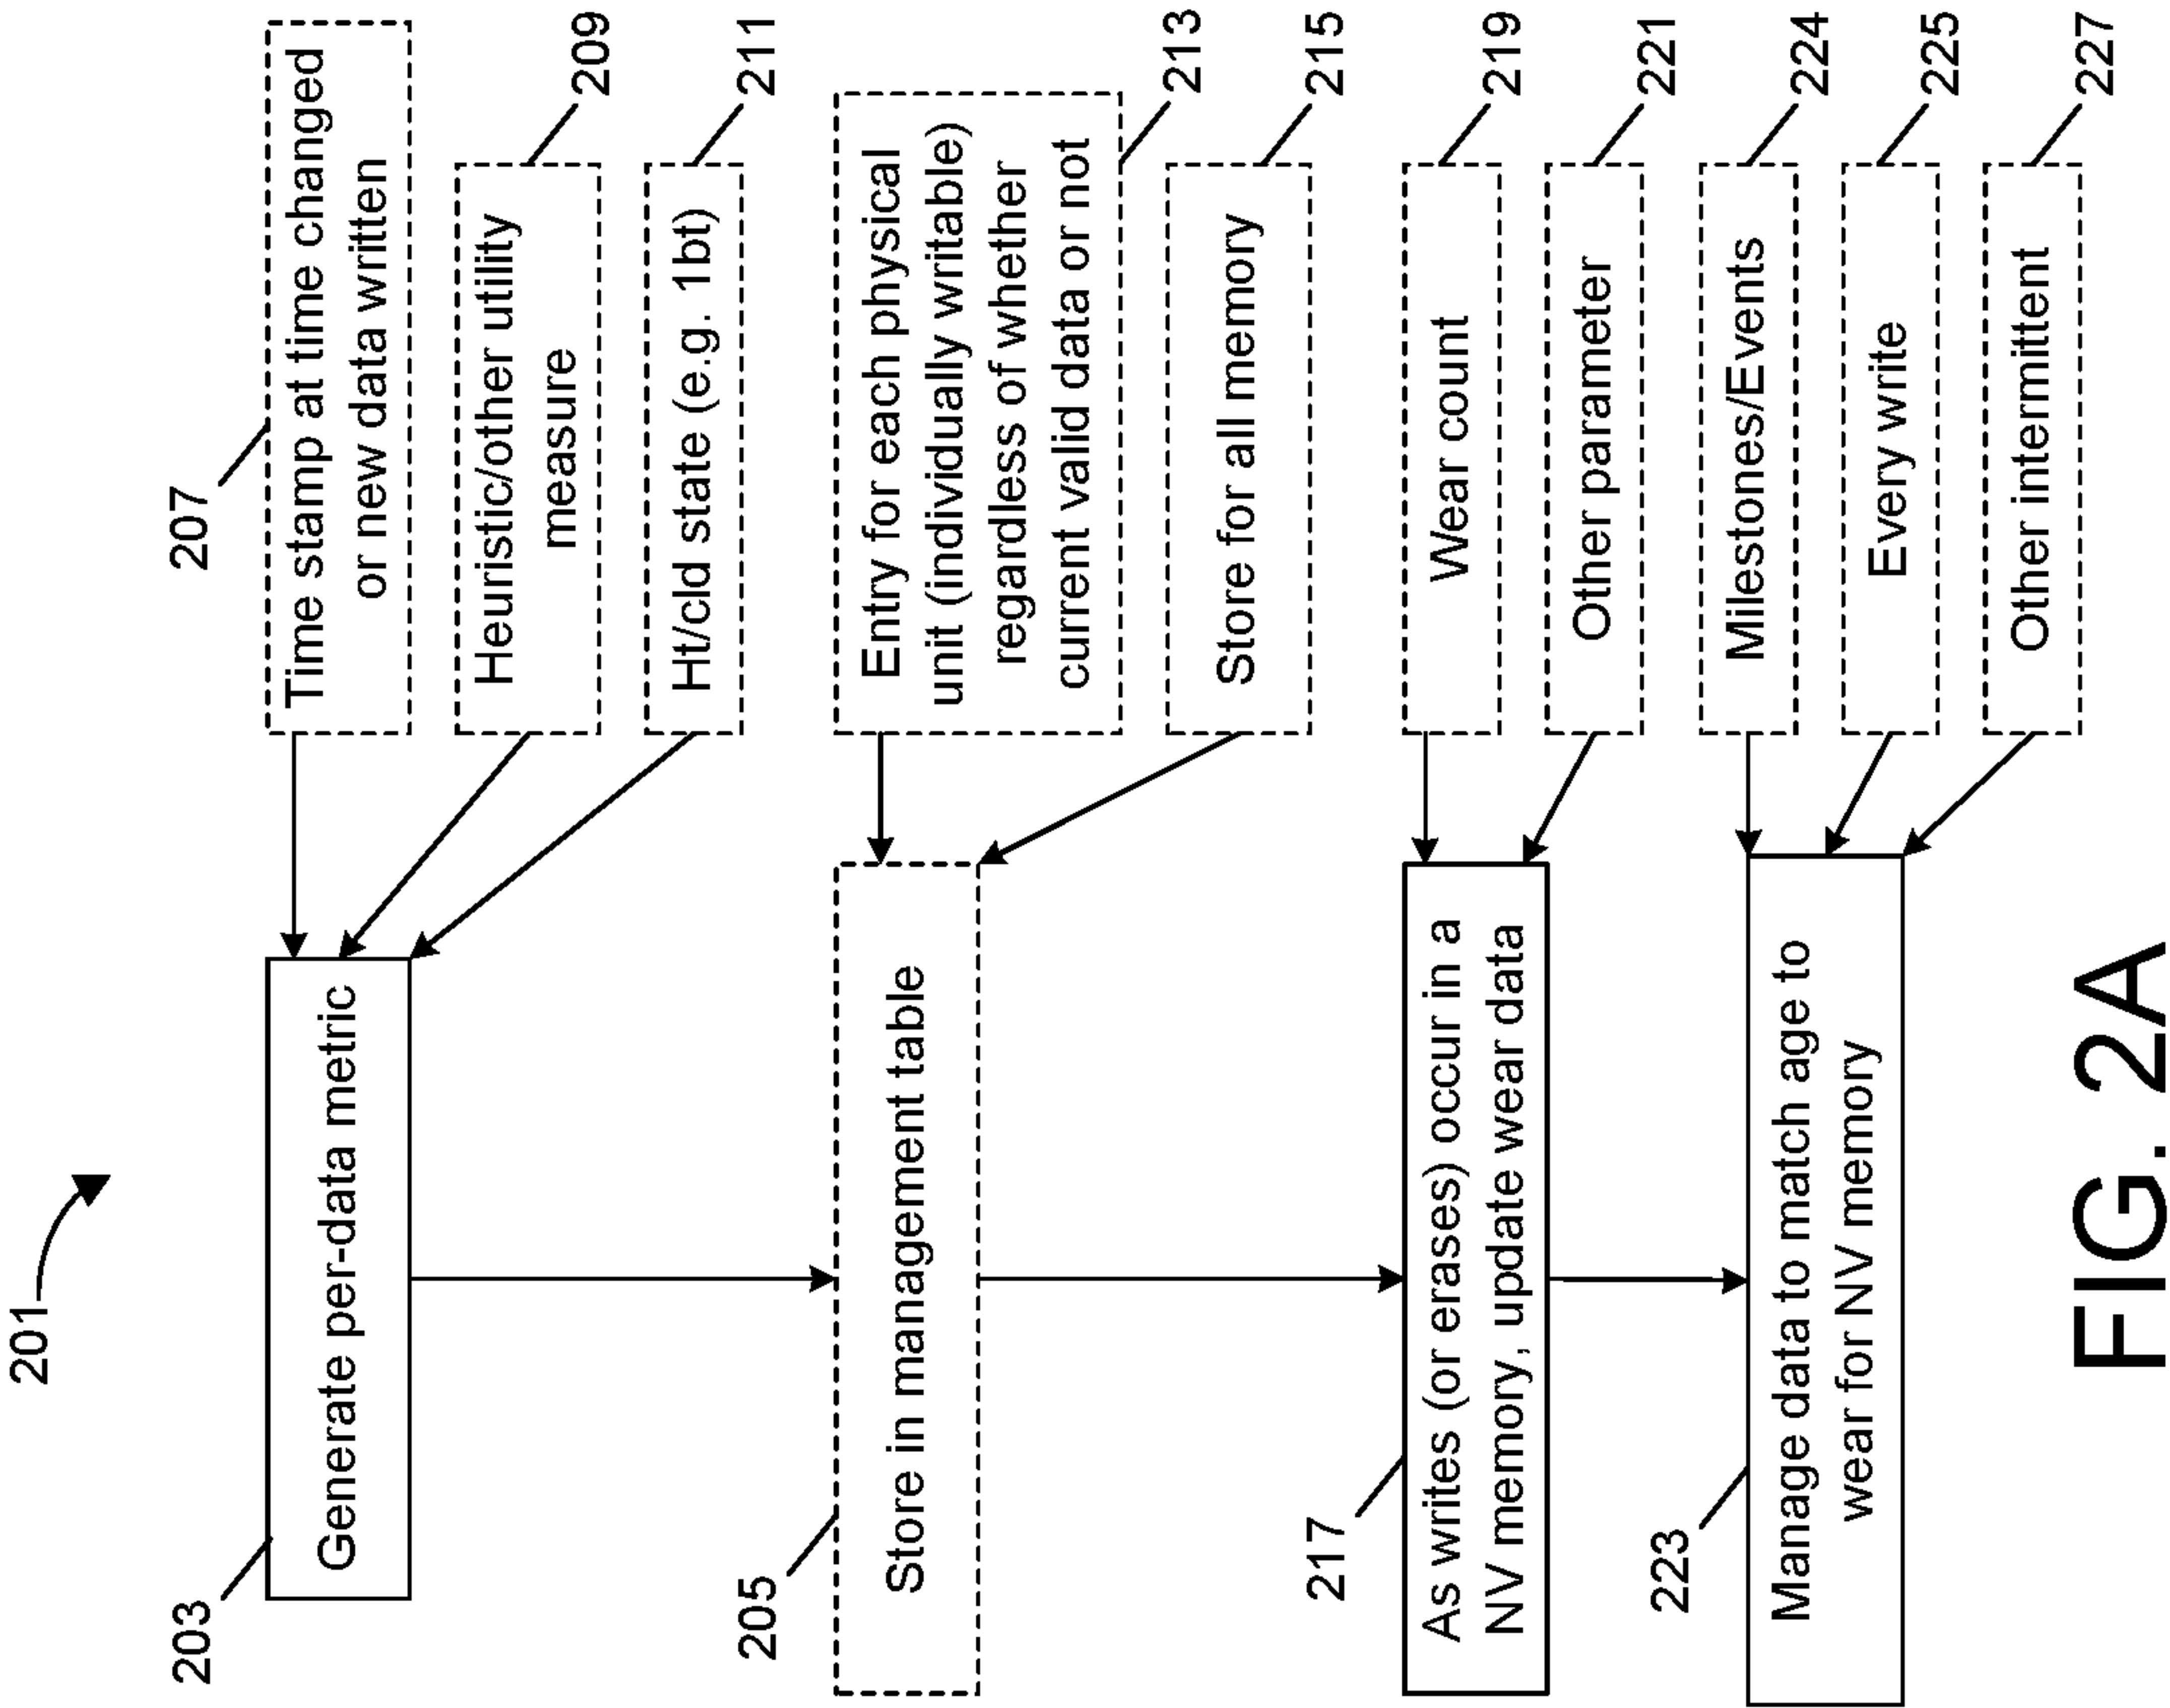 201
203
Generate per-data metric
207
Time stamp at time changed
or new data written
Heuristic/other utility
measure
209
Ht/cld state (e.g. 1bt)
211
205
Store in management table
Entry for each physical
unit (individually writable)
regardless of whether
current valid data or not
213
Store for all memory
215
217
As writes (or erases) occur in a
NV memory, update wear data
Wear count
219
Other parameter
221
223
Manage data to match age to
wear for NV memory
Milestones/Events
224
Every write
225
Other intermittent
227
FIG. 2A